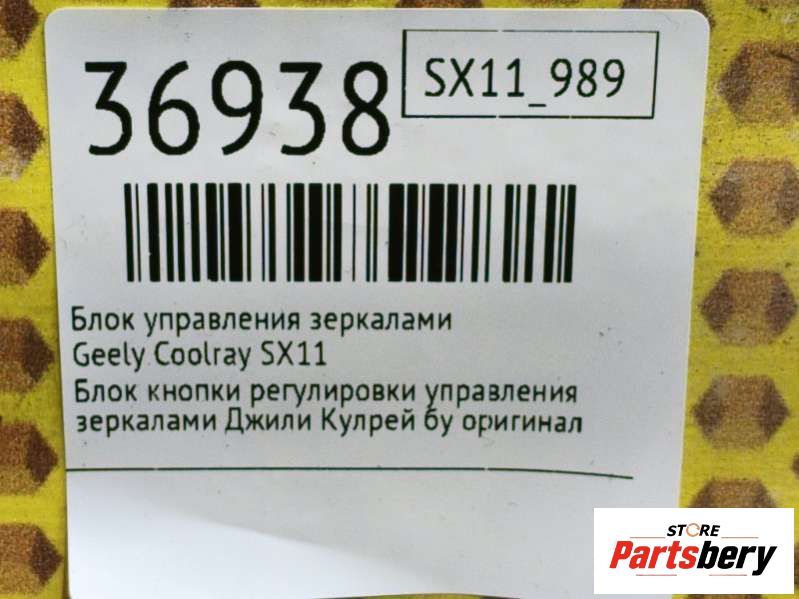 36938
SX11_989
Блок управления зеркалами
Geely Coolray SX11
Блок кнопки регулировки управления
зеркалами Джили Кулрей бу оригинал
STORE
Partsbery